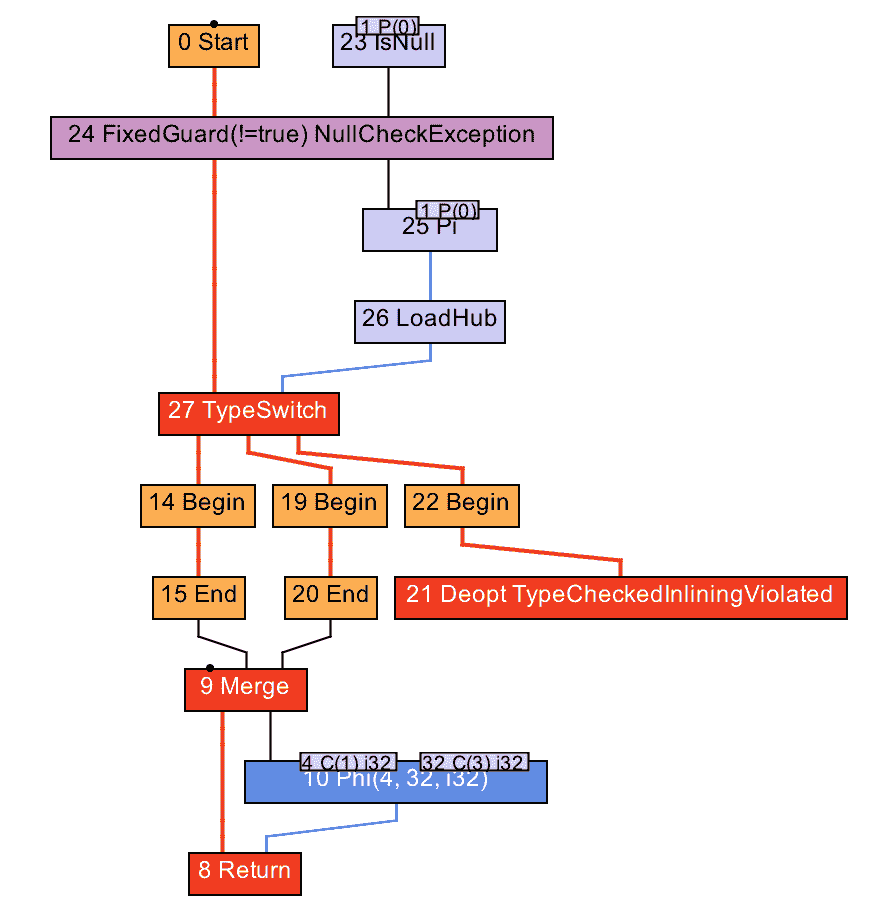 0 Start
1 P(0)
23 IsNull
24 FixedGuard(!=true) NullCheckException
1 P(0)
25 Pi
26 LoadHub
27 TypeSwitch
14 Begin
19 Begin
22 Begin
15 End
20 End
21 Deopt TypeCheckedInliningViolated
9 Merge
4 C(1) i32
32 C(3) i32
10 Phi(4, 32, i32)
8 Return